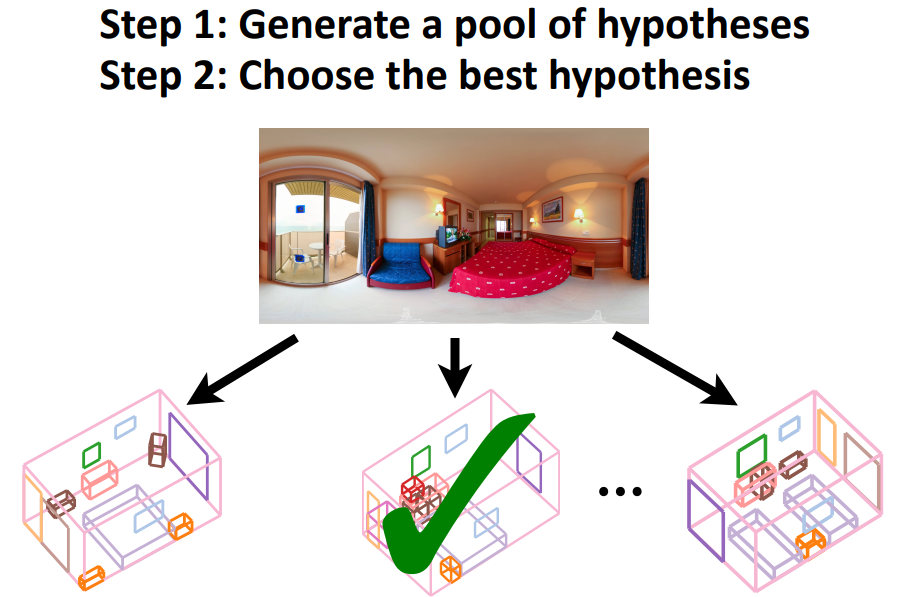 Step 1: Generate a pool of hypotheses
Step 2: Choose the best hypothesis